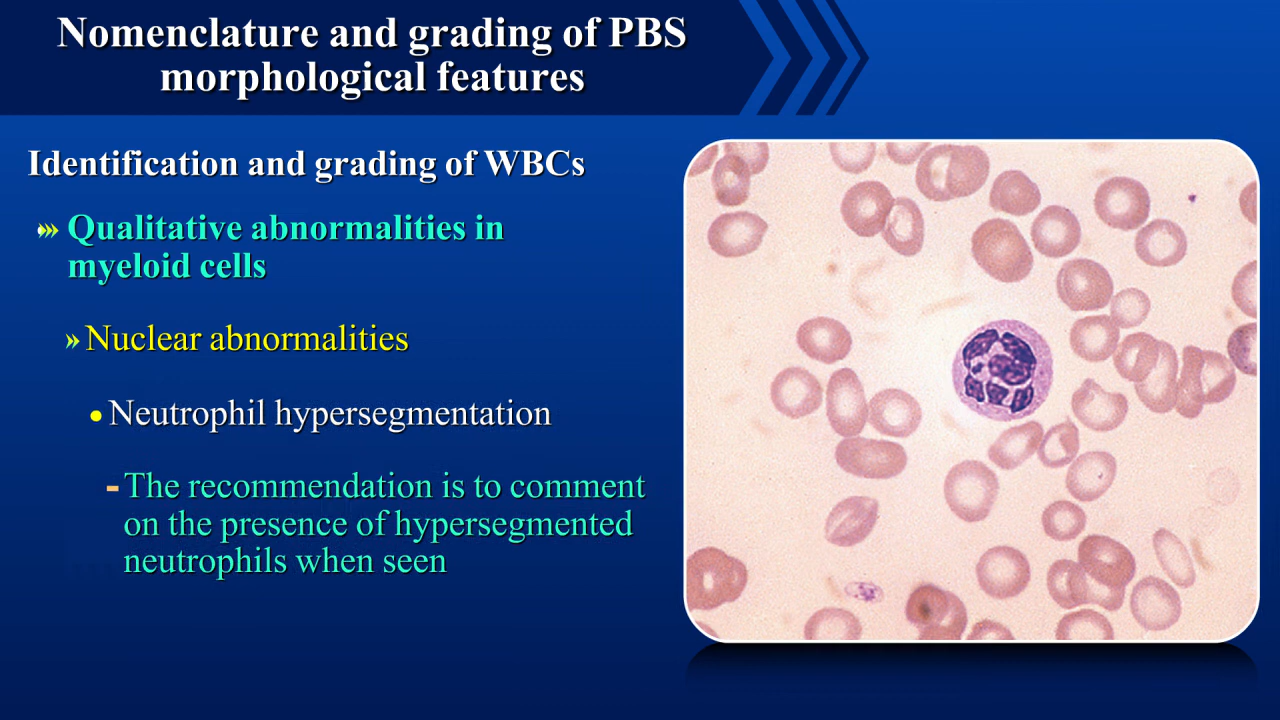 Nomenclature and grading of PBS
morphological features
Identification and grading of WBCs
Qualitative abnormalities in
myeloid cells
Nuclear abnormalities
Neutrophil hypersegmentation
The recommendation is to comment
on the presence of hypersegmented
neutrophils when seen